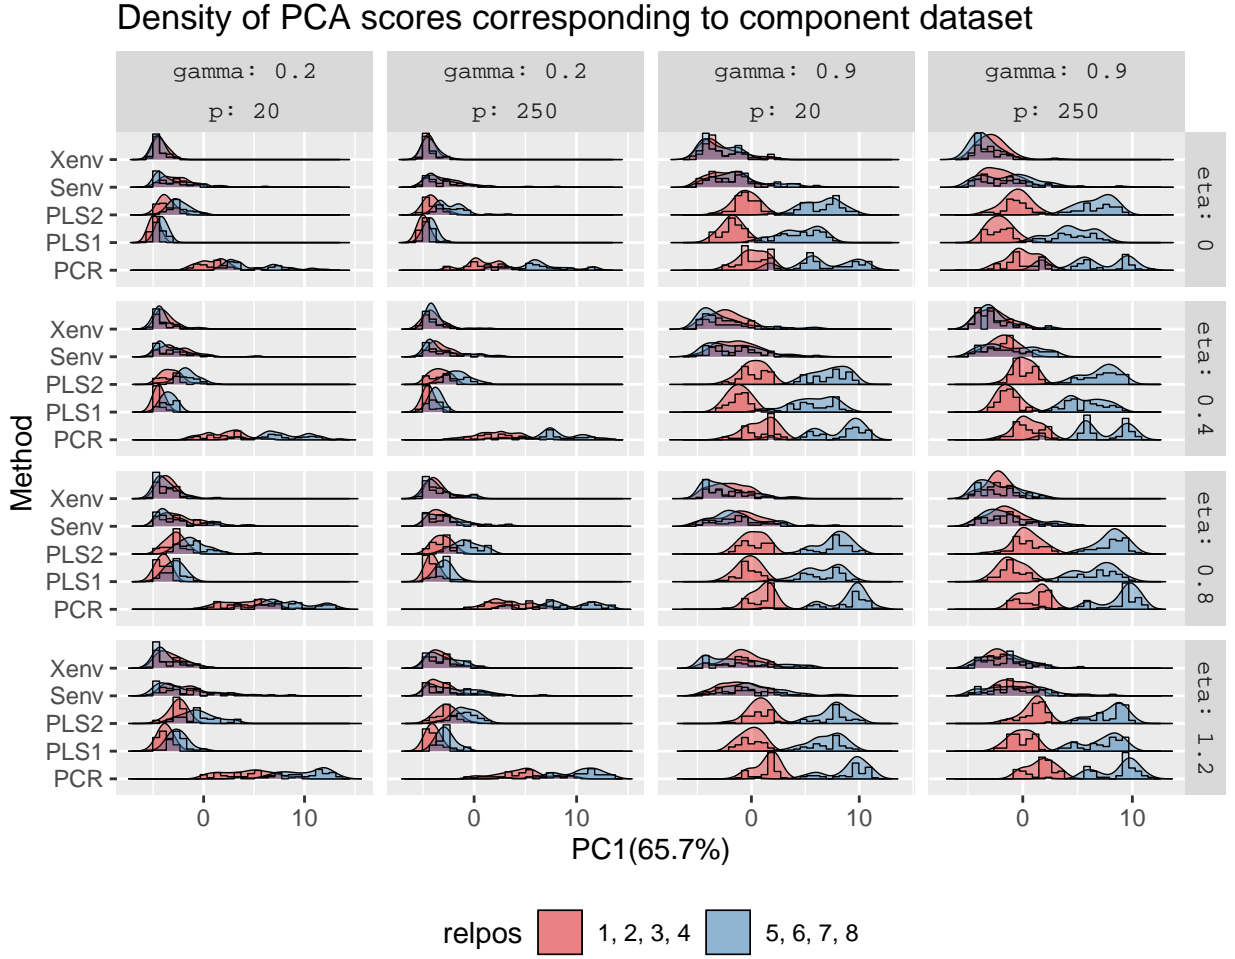 Density of PCA scores corresponding to component dataset
gamma: 0.2
gamma: 0.2
gamma: 0.9
gamma: 0.9
p: 20
p: 250
p: 20
p: 250
Xenv
Senv
PLS2
PLS1
PCR
eta: 0
Xenv
Senv
PLS2
PLS1
PCR
eta: 0.4
Xenv
Senv
PLS2
PLS1
PCR
eta: 0.8
Xenv
Senv
PLS2
PLS1
PCR
eta: 1.2
Method
0 10
0 10
0 10
0 10
PC1(65.7%)
relpos 1, 2, 3, 4 5, 6, 7, 8